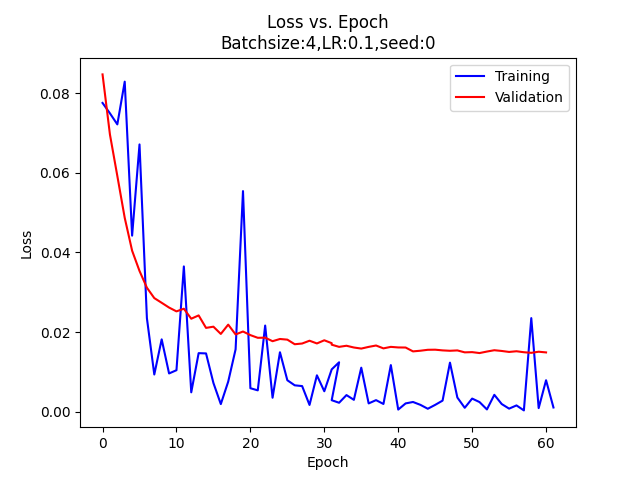 Loss vs. Epoch
Batchsize:4,LR:0.1,seed:0
Training
Validation
0.08
0.06
0.04
0.02
0.00
Loss
0 10 20 30 40 50 60
Epoch